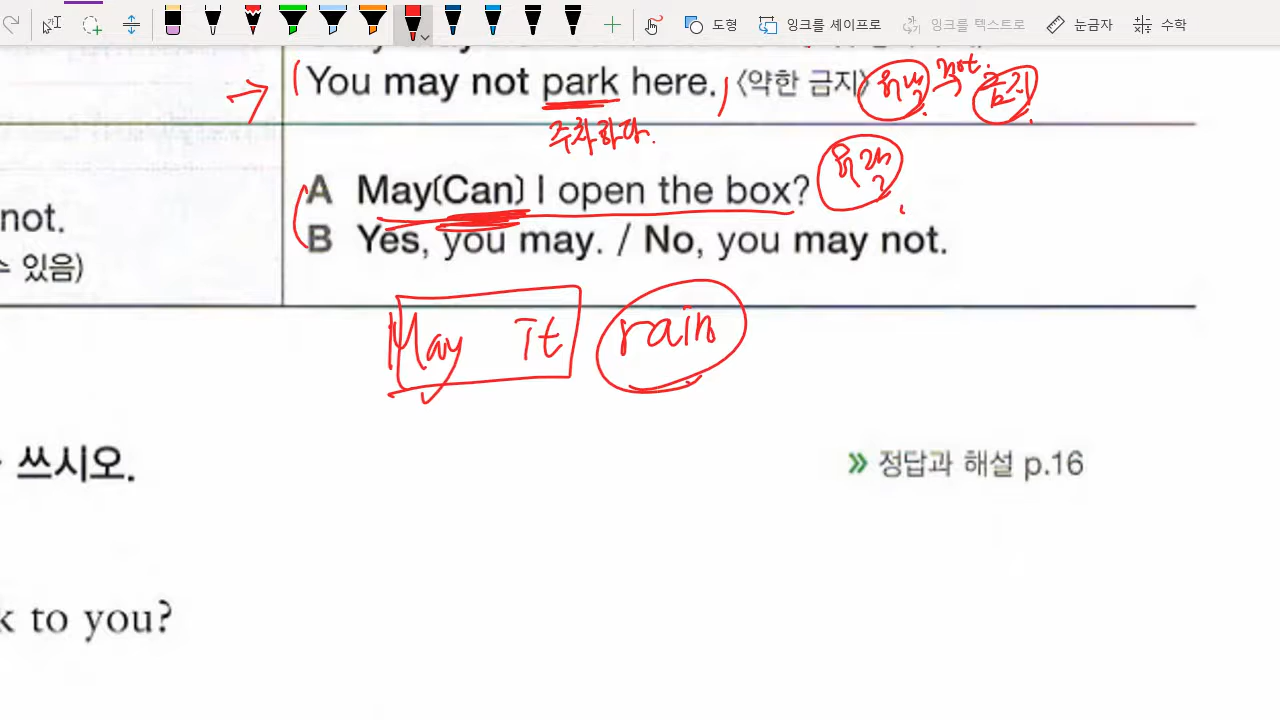 도형 잉크를 셰이프로 잉크를 텍스트로 눈금자 수학
You may not park here. 〈약한 금지〉 허락 not 금지
주차하다.
A May(Can) I open the box? 허락?
not. B Yes, you may. / No, you may not.
수 있음)
May it rain
쓰시오.
정답과 해설 p.16
k to you?